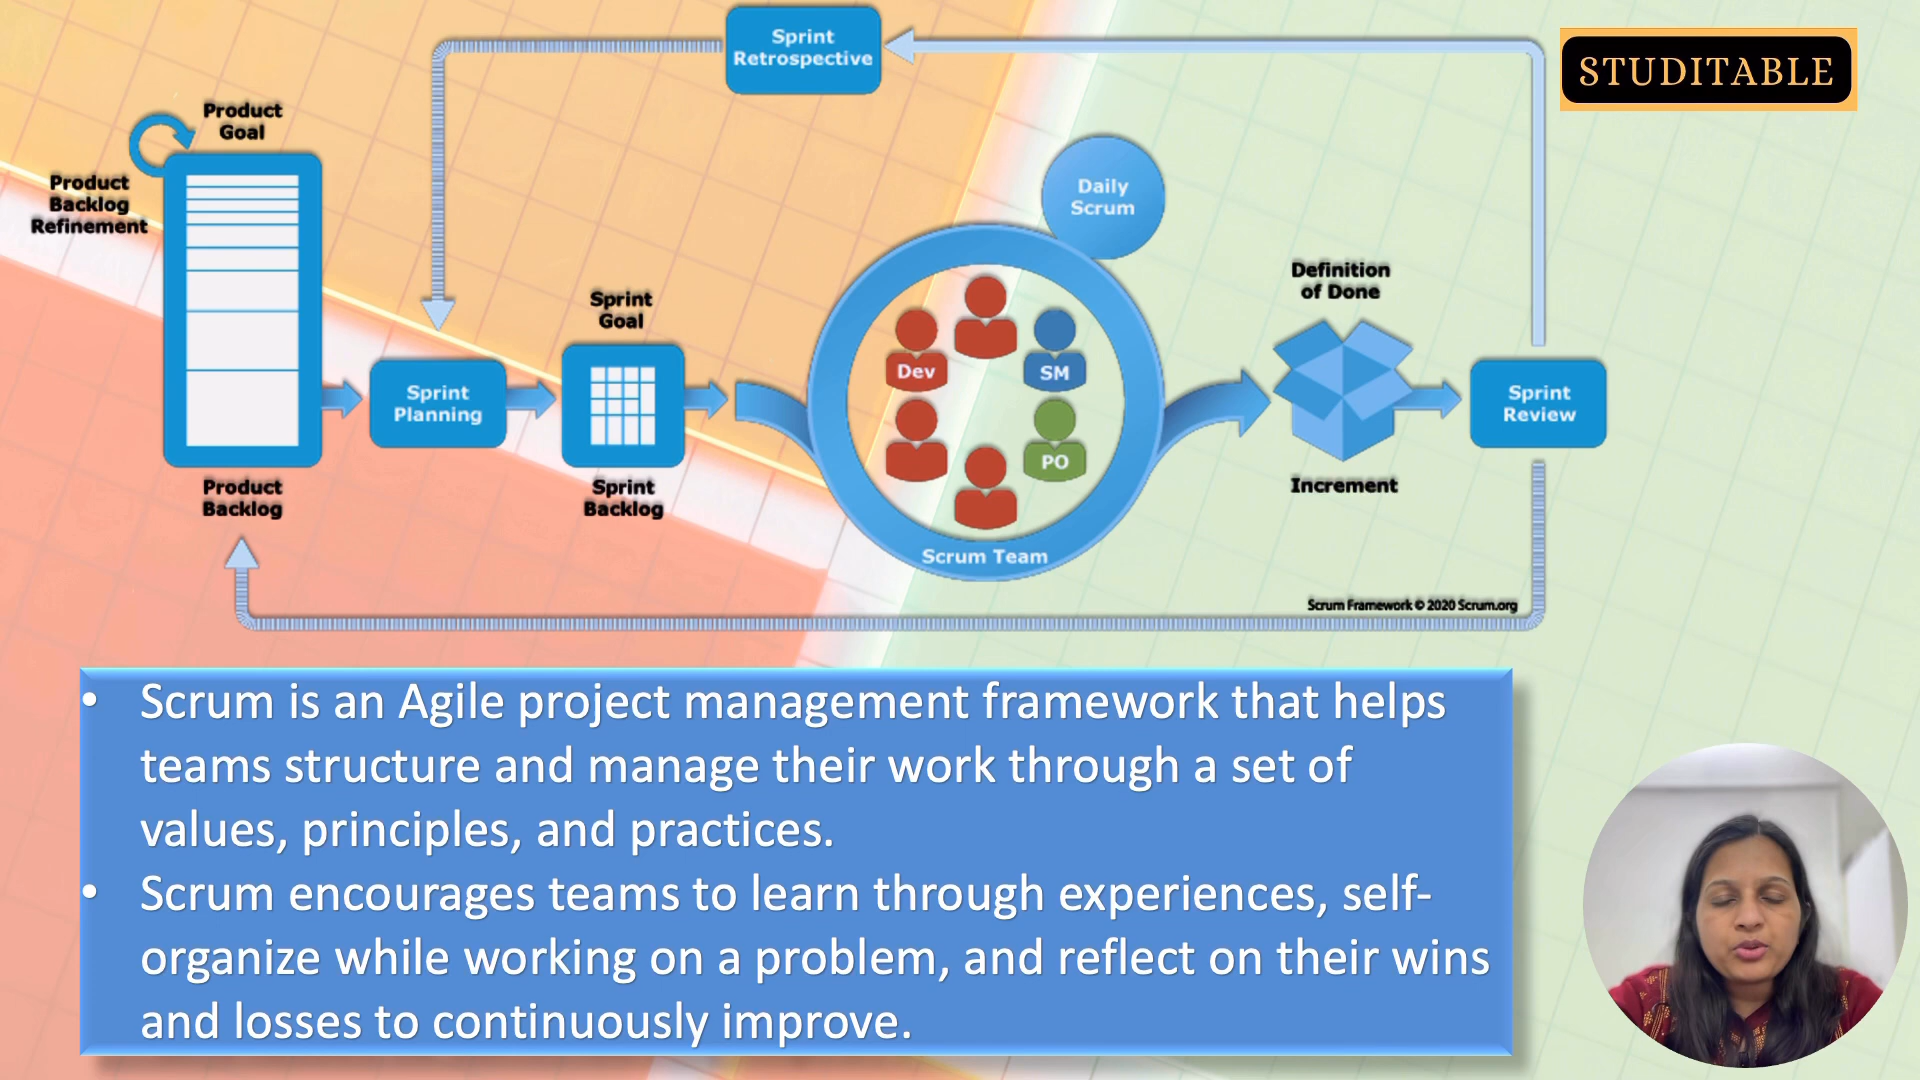 Sprint
Retrospective
STUDITABLE
Product
Goal
Product
Backlog
Refinement
Daily
Scrum
Definition
of Done
Sprint
Goal
Sprint
Planning
Dev
SM
PO
Sprint
Review
Product
Backlog
Sprint
Backlog
Increment
Scrum Team
Scrum Framework © 2020 Scrum.org
• Scrum is an Agile project management framework that helps
teams structure and manage their work through a set of
values, principles, and practices.
• Scrum encourages teams to learn through experiences, self-
organize while working on a problem, and reflect on their wins
and losses to continuously improve.